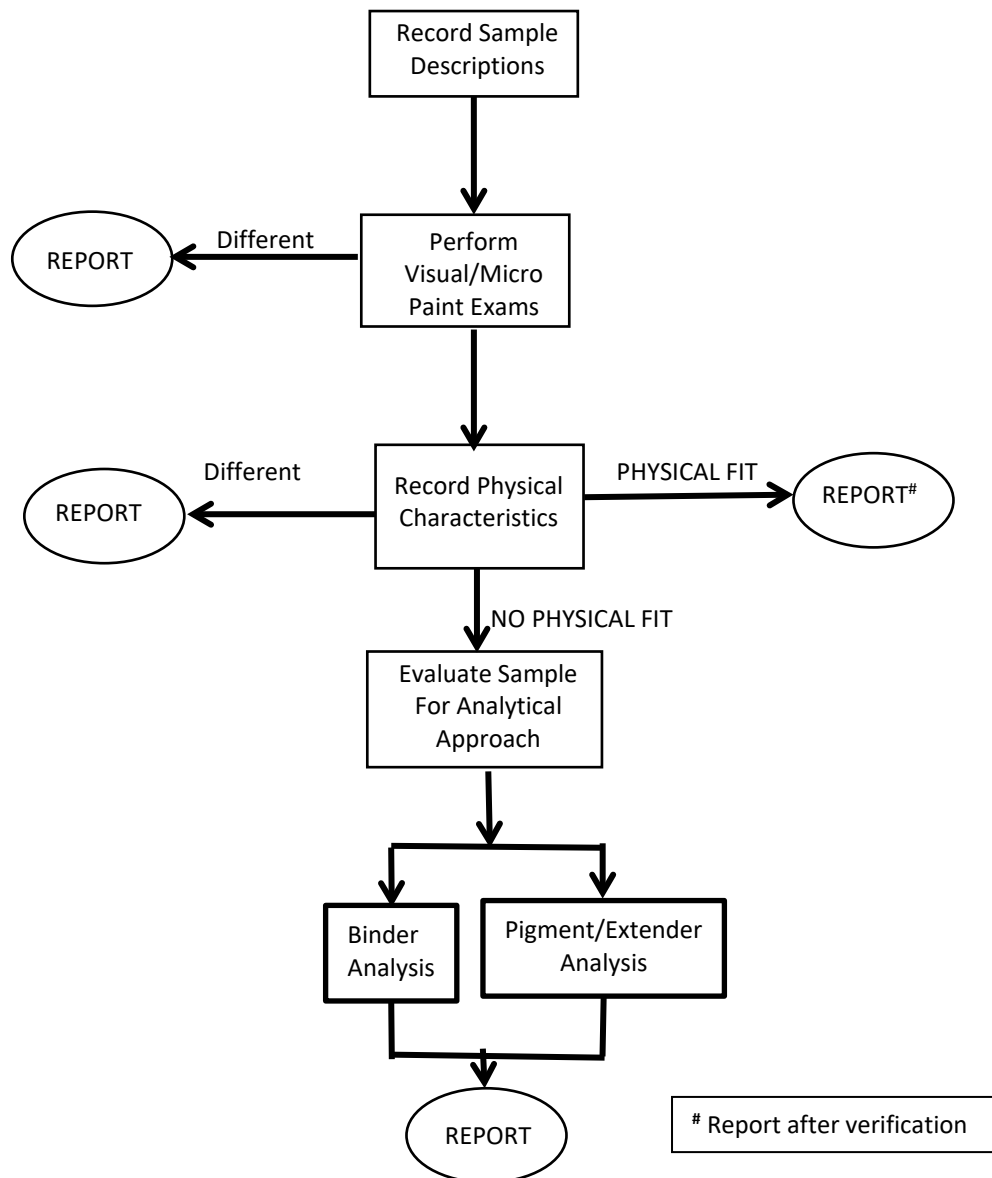 Record Sample
Descriptions
Different
REPORT
Perform
Visual/Micro
Paint Exams
Different
REPORT
Record Physical
Characteristics
PHYSICAL FIT
REPORT#
NO PHYSICAL FIT
Evaluate Sample
For Analytical
Approach
Binder
Analysis
Pigment/Extender
Analysis
REPORT
# Report after verification